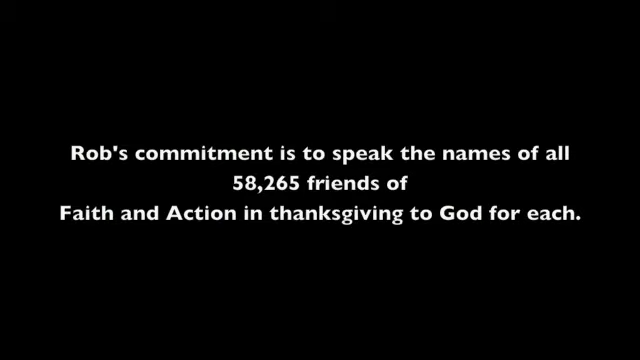 Rob's commitment is to speak the names of all
58,265 friends of
Faith and Action in thanksgiving to God for each.